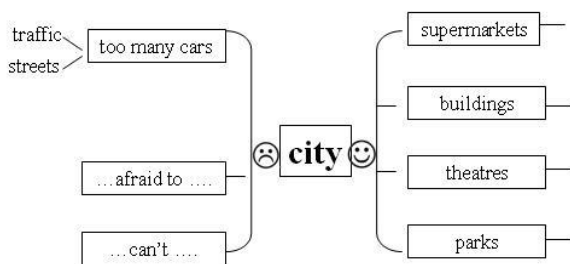 traffic
streets
too many cars
...afraid to ....
...can't ....
city
supermarkets
buildings
theatres
parks